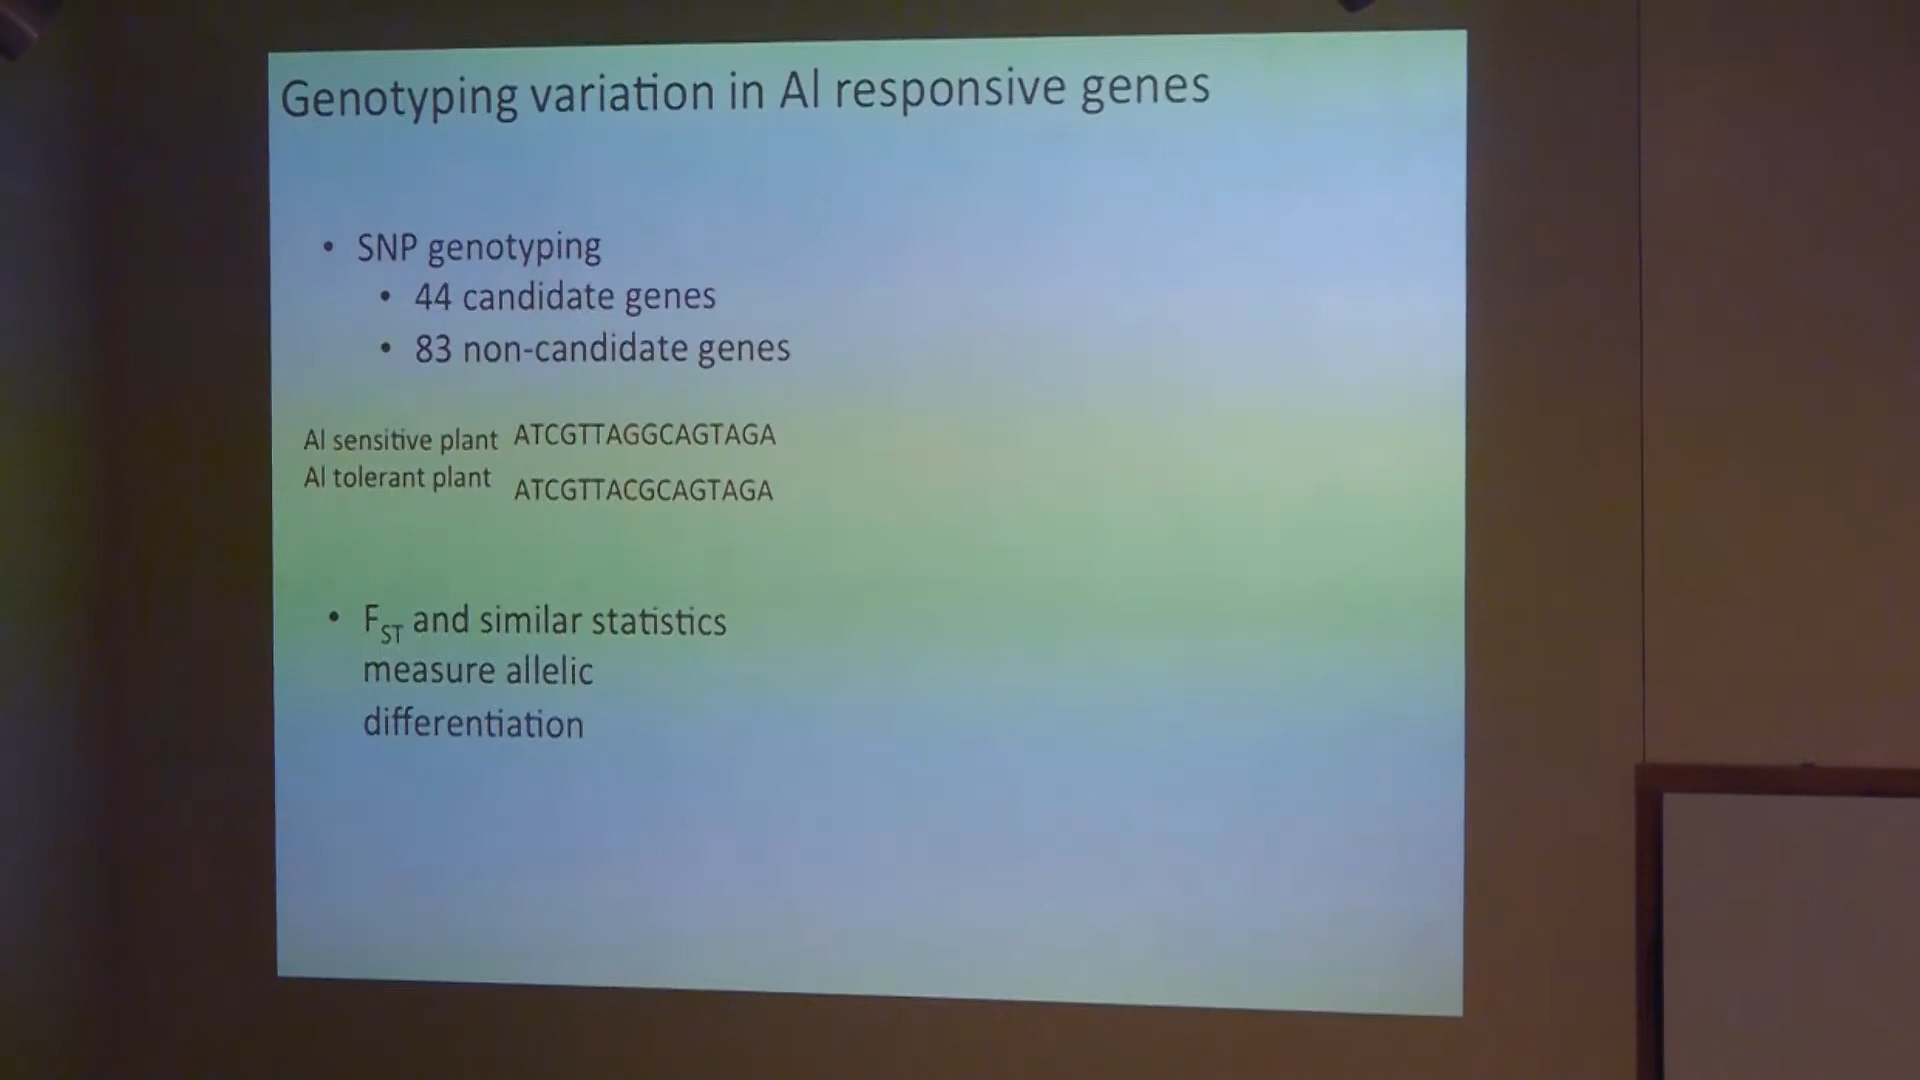 Genotyping variation in Al responsive genes
• SNP genotyping
• 44 candidate genes
• 83 non-candidate genes
Al sensitive plant ATCGTTAGGCAGTAGA
Al tolerant plant ATCGTTACGCAGTAGA
• FST and similar statistics
measure allelic
differentiation